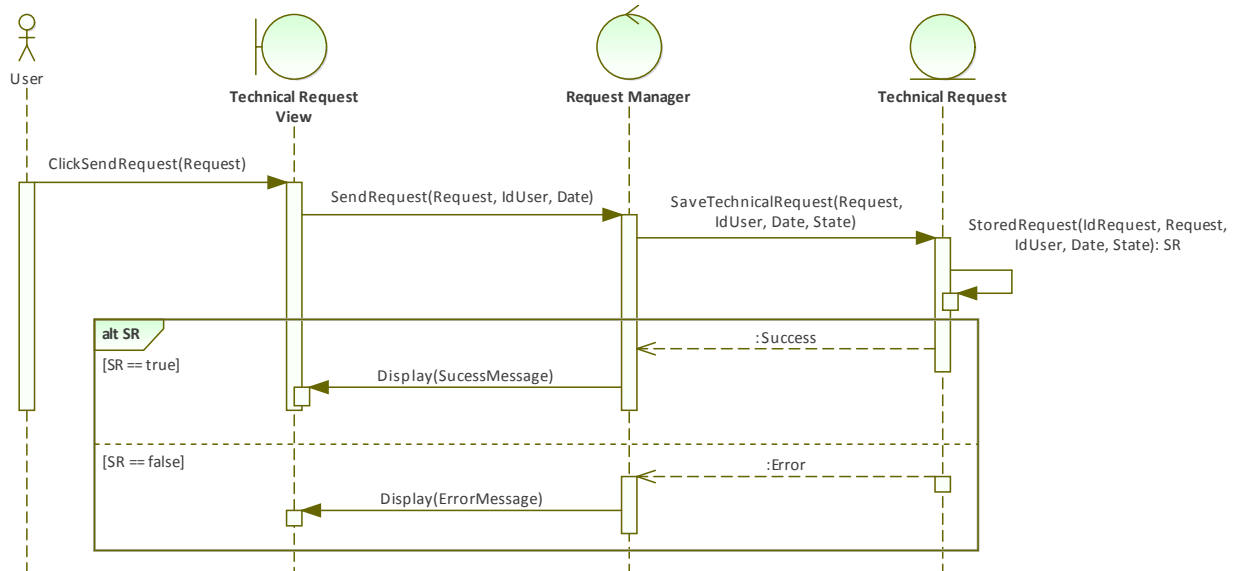 User
Technical Request
View
Request Manager
Technical Request
ClickSendRequest(Request)
SendRequest(Request, IdUser, Date)
SaveTechnicalRequest(Request,
IdUser, Date, State)
StoredRequest(IdRequest, Request,
IdUser, Date, State): SR
alt SR
[SR == true]
:Success
Display(SucessMessage)
[SR == false]
:Error
Display(ErrorMessage)